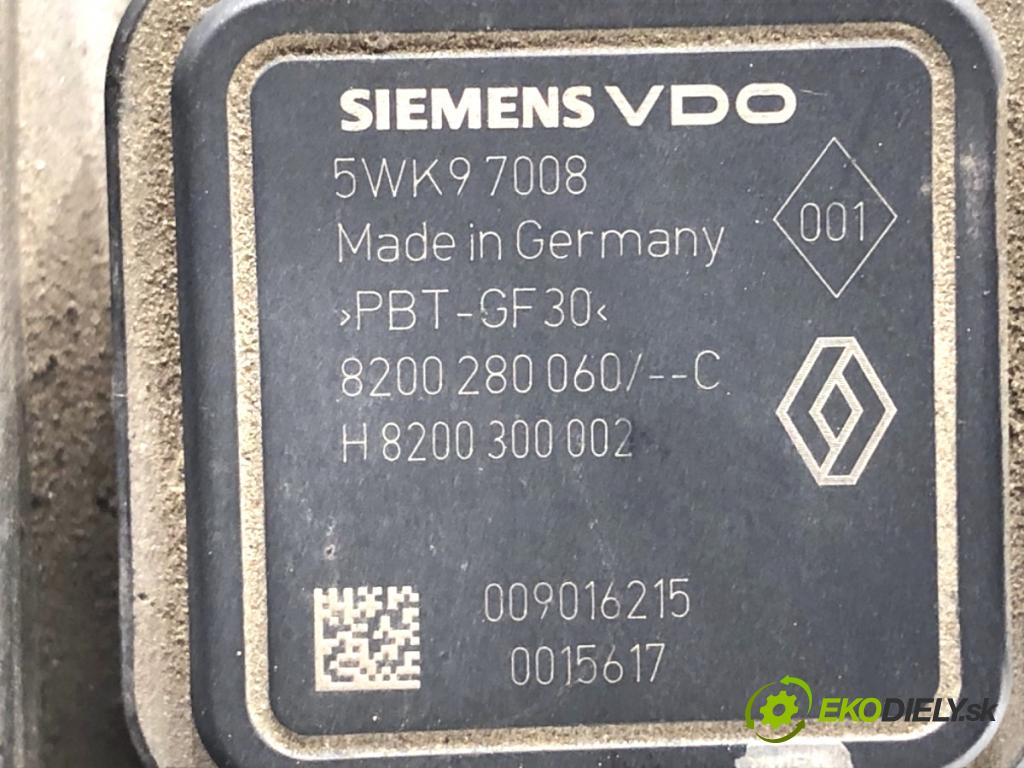 SIEMENS VDO
5WK9 7008
001
Made in Germany
>PBT-GF30<
8200 280 060/--C
H 8200 300 002
009016215
0015617
EKODIELY.sk